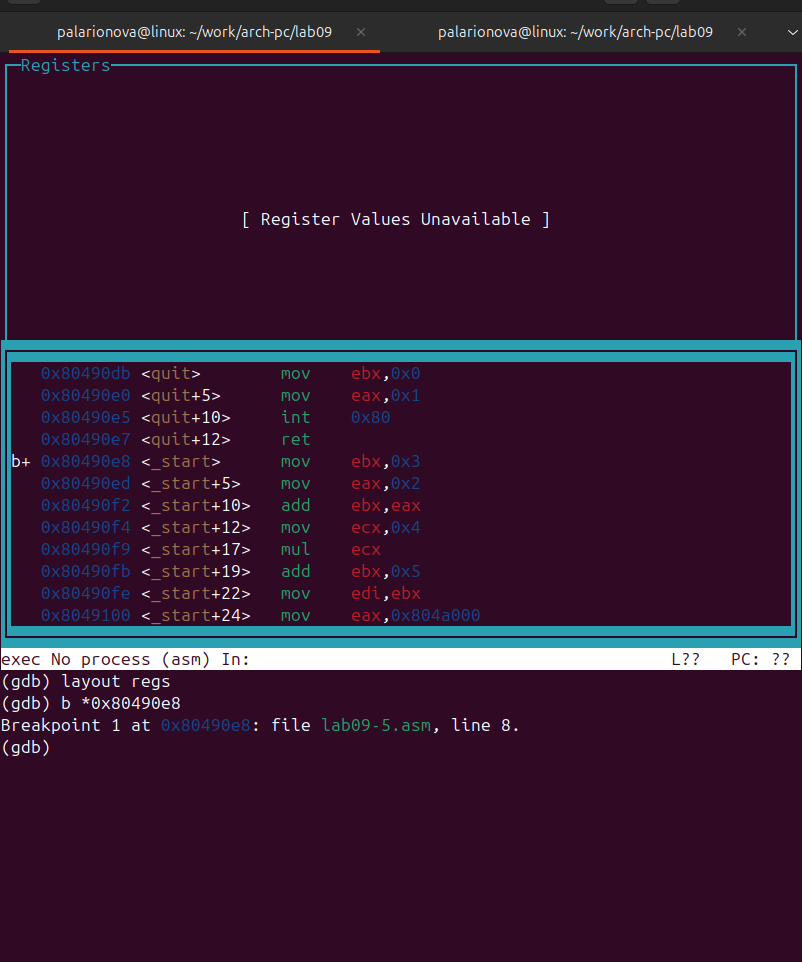 palarionova@linux: ~/work/arch-pc/lab09 × palarionova@linux: ~/work/arch-pc/lab09 ×
Registers
[ Register Values Unavailable ]
0x80490db <quit> mov ebx,0x0
0x80490e0 <quit+5> mov eax,0x1
0x80490e5 <quit+10> int 0x80
0x80490e7 <quit+12> ret
b+ 0x80490e8 <_start> mov ebx,0x3
0x80490ed <_start+5> mov eax,0x2
0x80490f2 <_start+10> add ebx,eax
0x80490f4 <_start+12> mov ecx,0x4
0x80490f9 <_start+17> mul ecx
0x80490fb <_start+19> add ebx,0x5
0x80490fe <_start+22> mov edi,ebx
0x8049100 <_start+24> mov eax,0x804a000
exec No process (asm) In: L?? PC: ??
(gdb) layout regs
(gdb) b *0x80490e8
Breakpoint 1 at 0x80490e8: file lab09-5.asm, line 8.
(gdb)